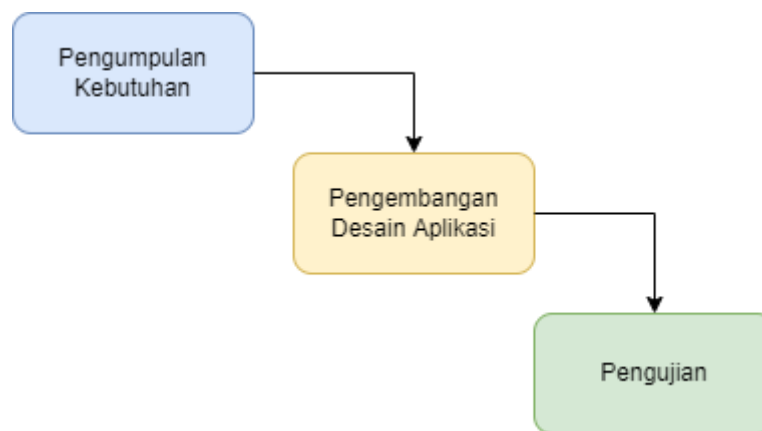 Pengumpulan
Kebutuhan
Pengembangan
Desain Aplikasi
Pengujian